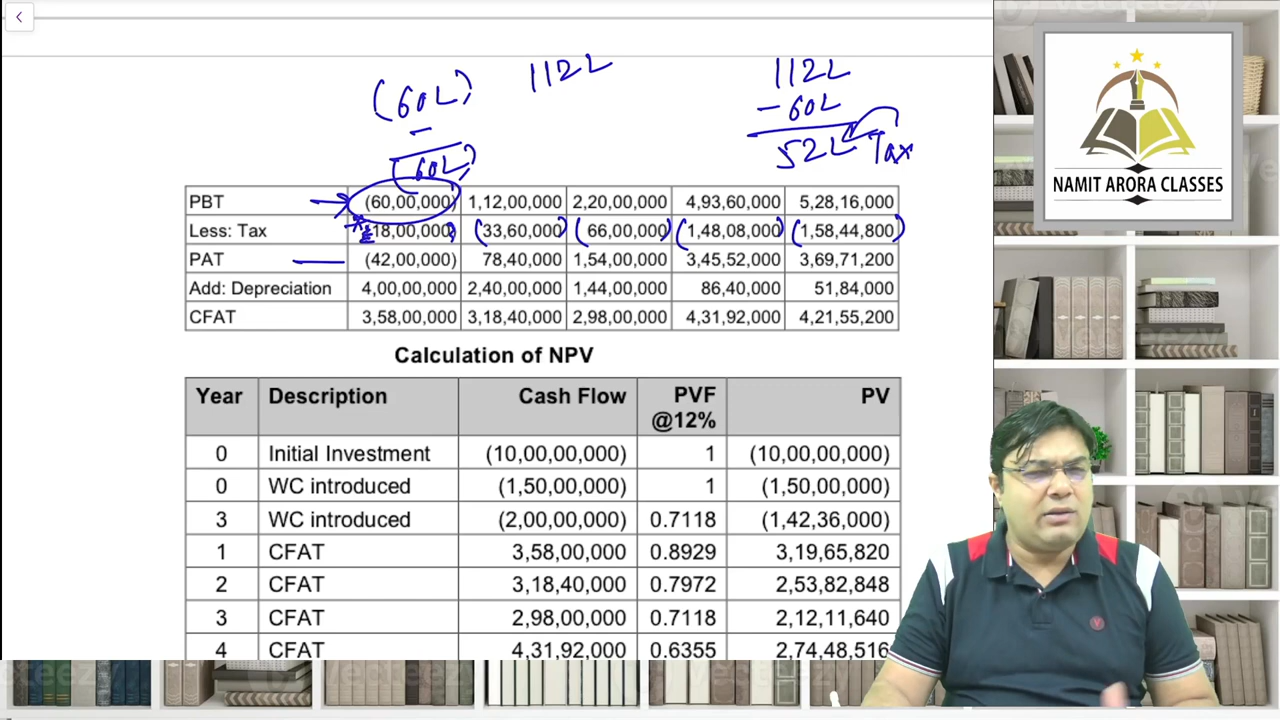 (60L) 112L 112L
- - 60L
(60L) 52L Tax
PBT (60,00,000) 1,12,00,000 2,20,00,000 4,93,60,000 5,28,16,000
Less: Tax 18,00,000) (33,60,000) (66,00,000) (1,48,08,000) (1,58,44,800)
PAT (42,00,000) 78,40,000 1,54,00,000 3,45,52,000 3,69,71,200
Add: Depreciation 4,00,00,000 2,40,00,000 1,44,00,000 86,40,000 51,84,000
CFAT 3,58,00,000 3,18,40,000 2,98,00,000 4,31,92,000 4,21,55,200
Calculation of NPV
Year Description Cash Flow PVF @12% PV
0 Initial Investment (10,00,00,000) 1 (10,00,00,000)
0 WC introduced (1,50,00,000) 1 (1,50,00,000)
3 WC introduced (2,00,00,000) 0.7118 (1,42,36,000)
1 CFAT 3,58,00,000 0.8929 3,19,65,820
2 CFAT 3,18,40,000 0.7972 2,53,82,848
3 CFAT 2,98,00,000 0.7118 2,12,11,640
4 CFAT 4,31,92,000 0.6355 2,74,48,516
NAMIT ARORA CLASSES